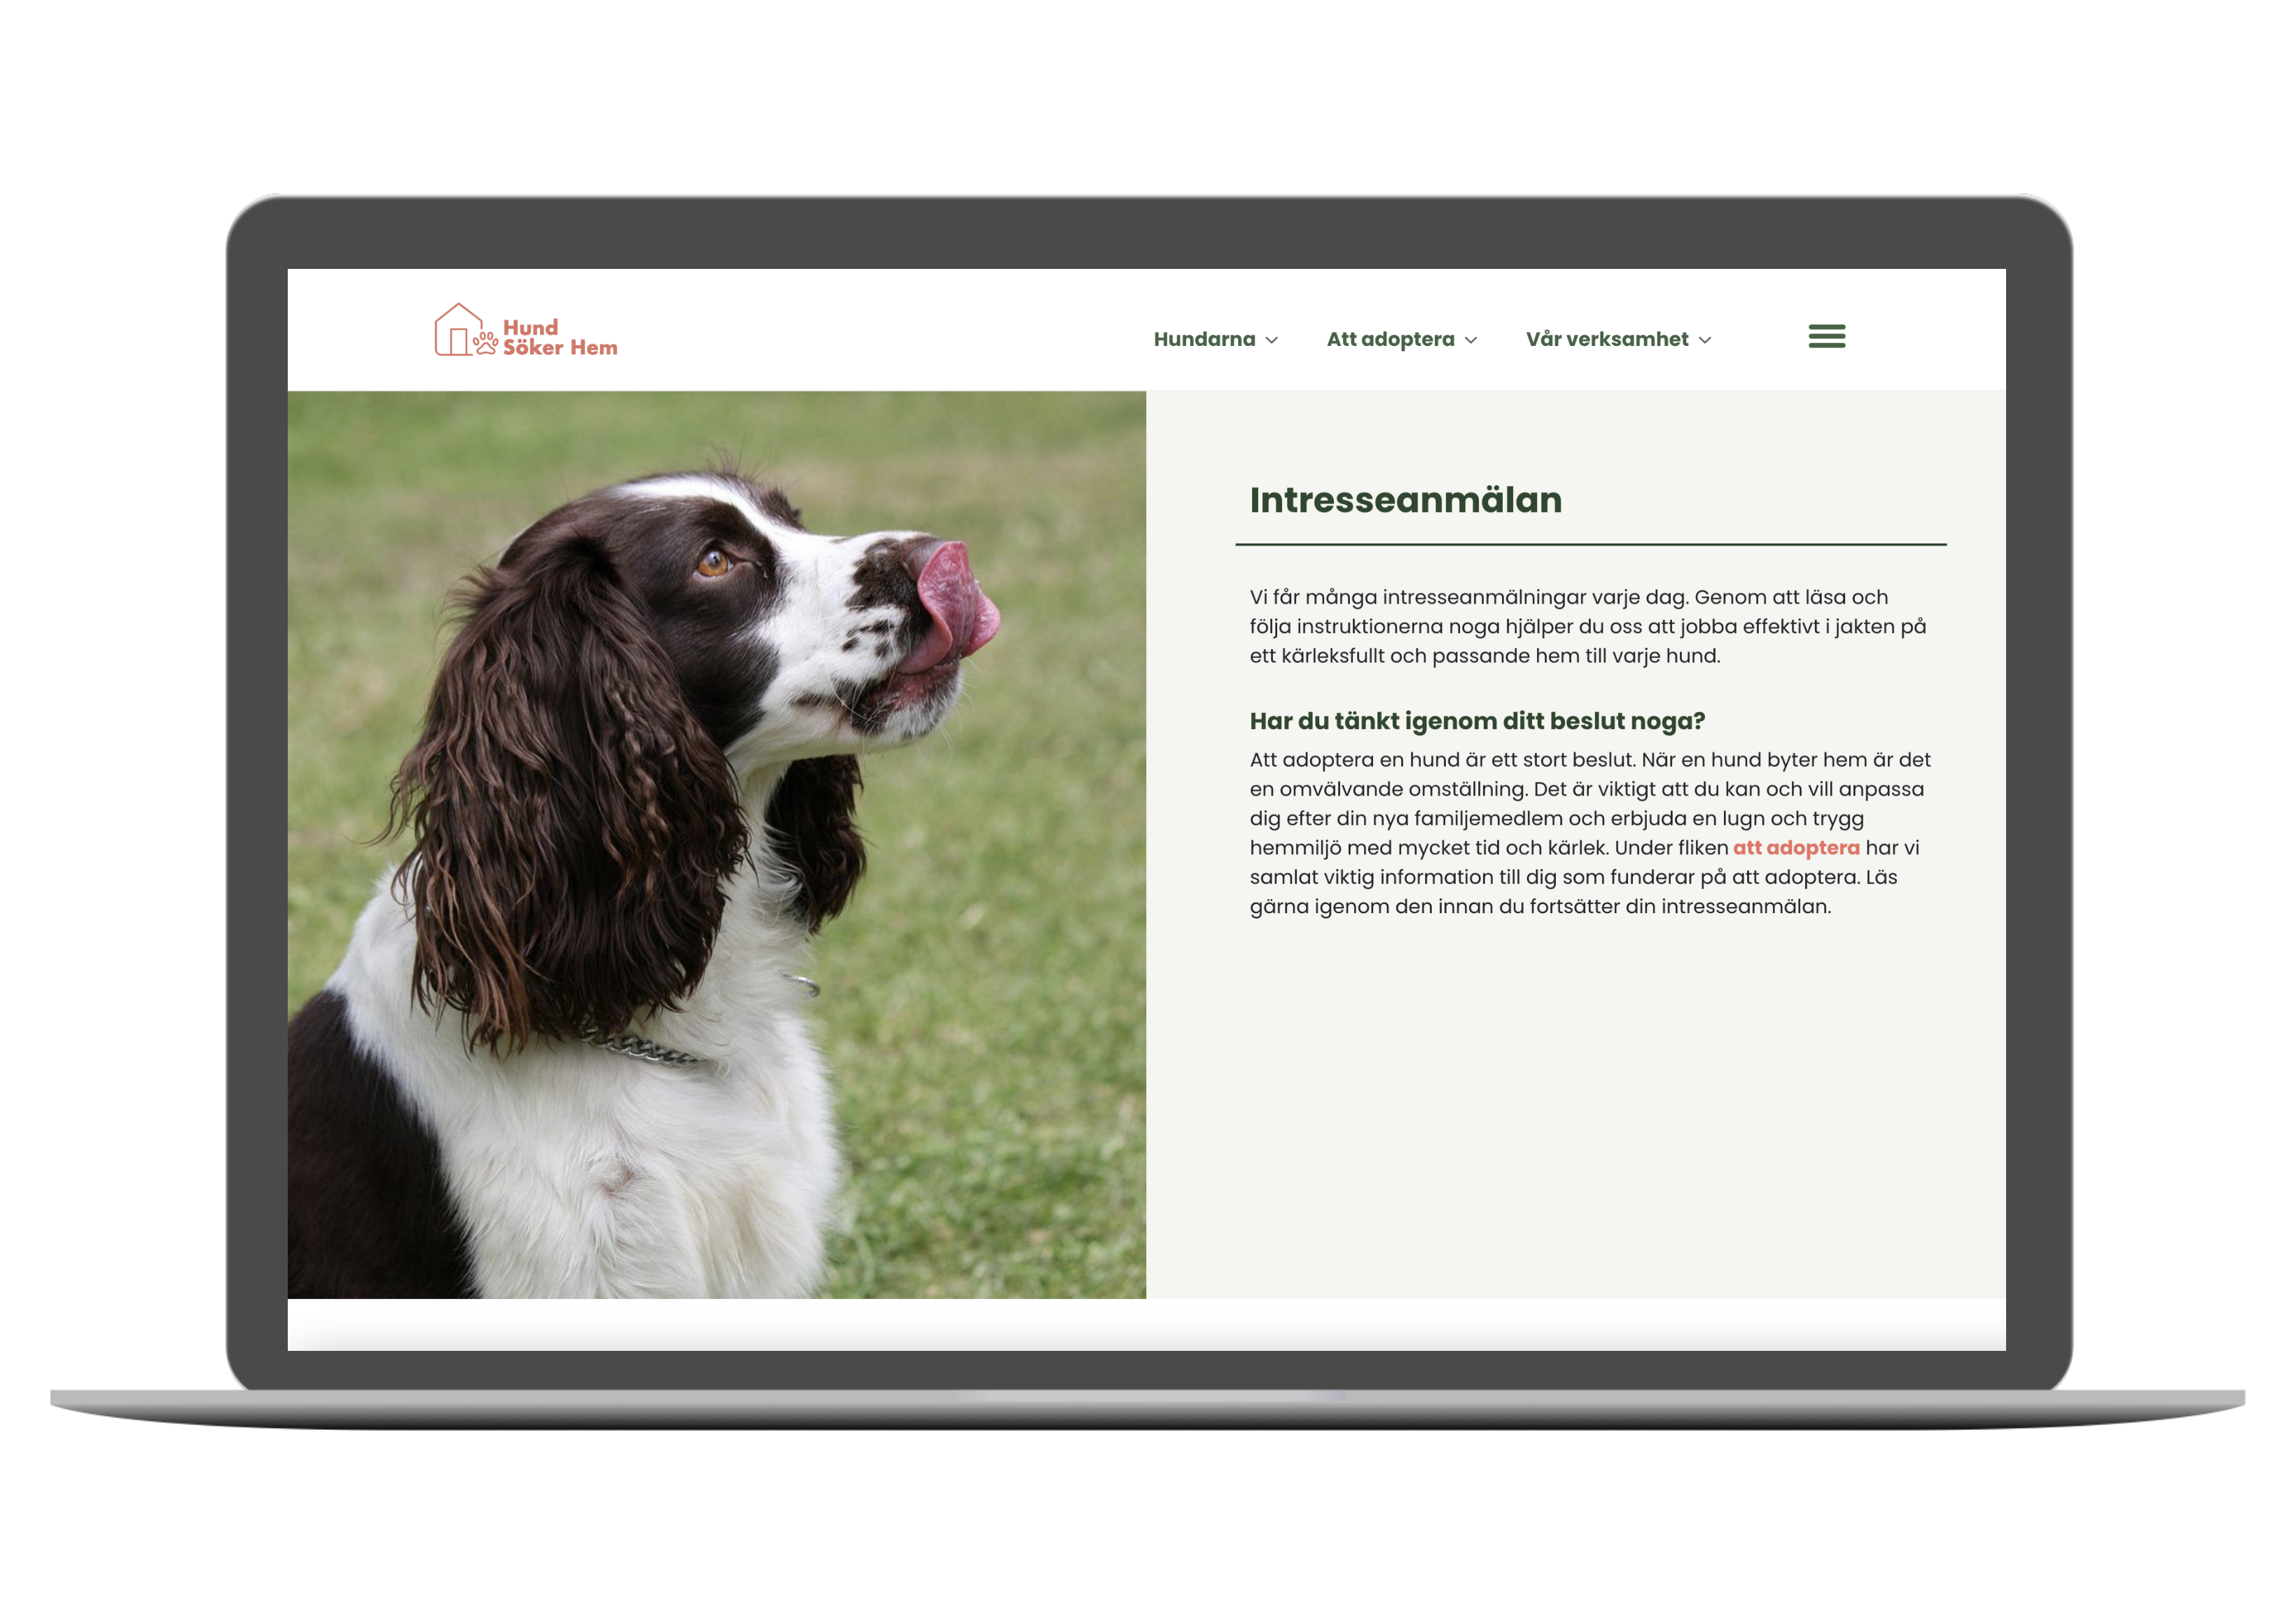 Hund
Söker Hem
Hundarna
Att adoptera
Vår verksamhet
Intresseanmälan
Vi får många intresseanmälningar varje dag. Genom att läsa och
följa instruktionerna noga hjälper du oss att jobba effektivt i jakten på
ett kärleksfullt och passande hem till varje hund.
Har du tänkt igenom ditt beslut noga?
Att adoptera en hund är ett stort beslut. När en hund byter hem är det
en omvälvande omställning. Det är viktigt att du kan och vill anpassa
dig efter din nya familjemedlem och erbjuda en lugn och trygg
hemmiljö med mycket tid och kärlek. Under fliken att adoptera har vi
samlat viktig information till dig som funderar på att adoptera. Läs
gärna igenom den innan du fortsätter din intresseanmälan.